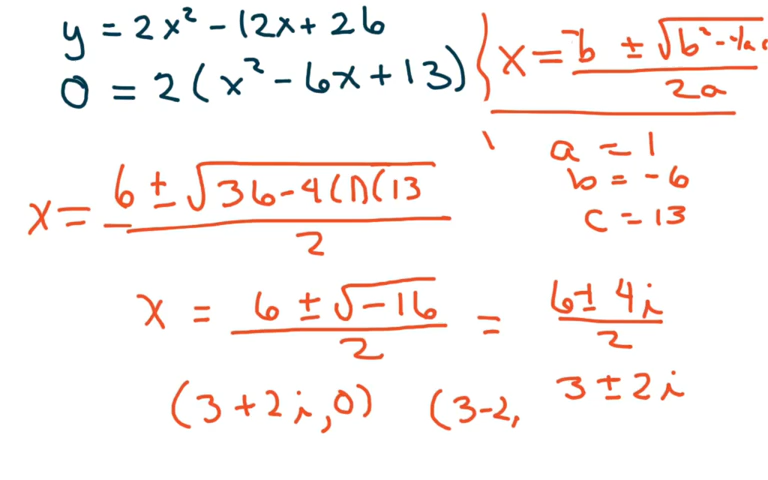 y = 2x² - 12x + 26
0 = 2(x² - 6x + 13)
x = -b ± √b² - 4ac / 2a
a = 1
b = -6
c = 13
x = 6 ± √36-4(1)(13 / 2
x = 6 ± √-16 / 2 = 6 ± 4i / 2
3 ± 2i
(3+2i,0) (3-2,